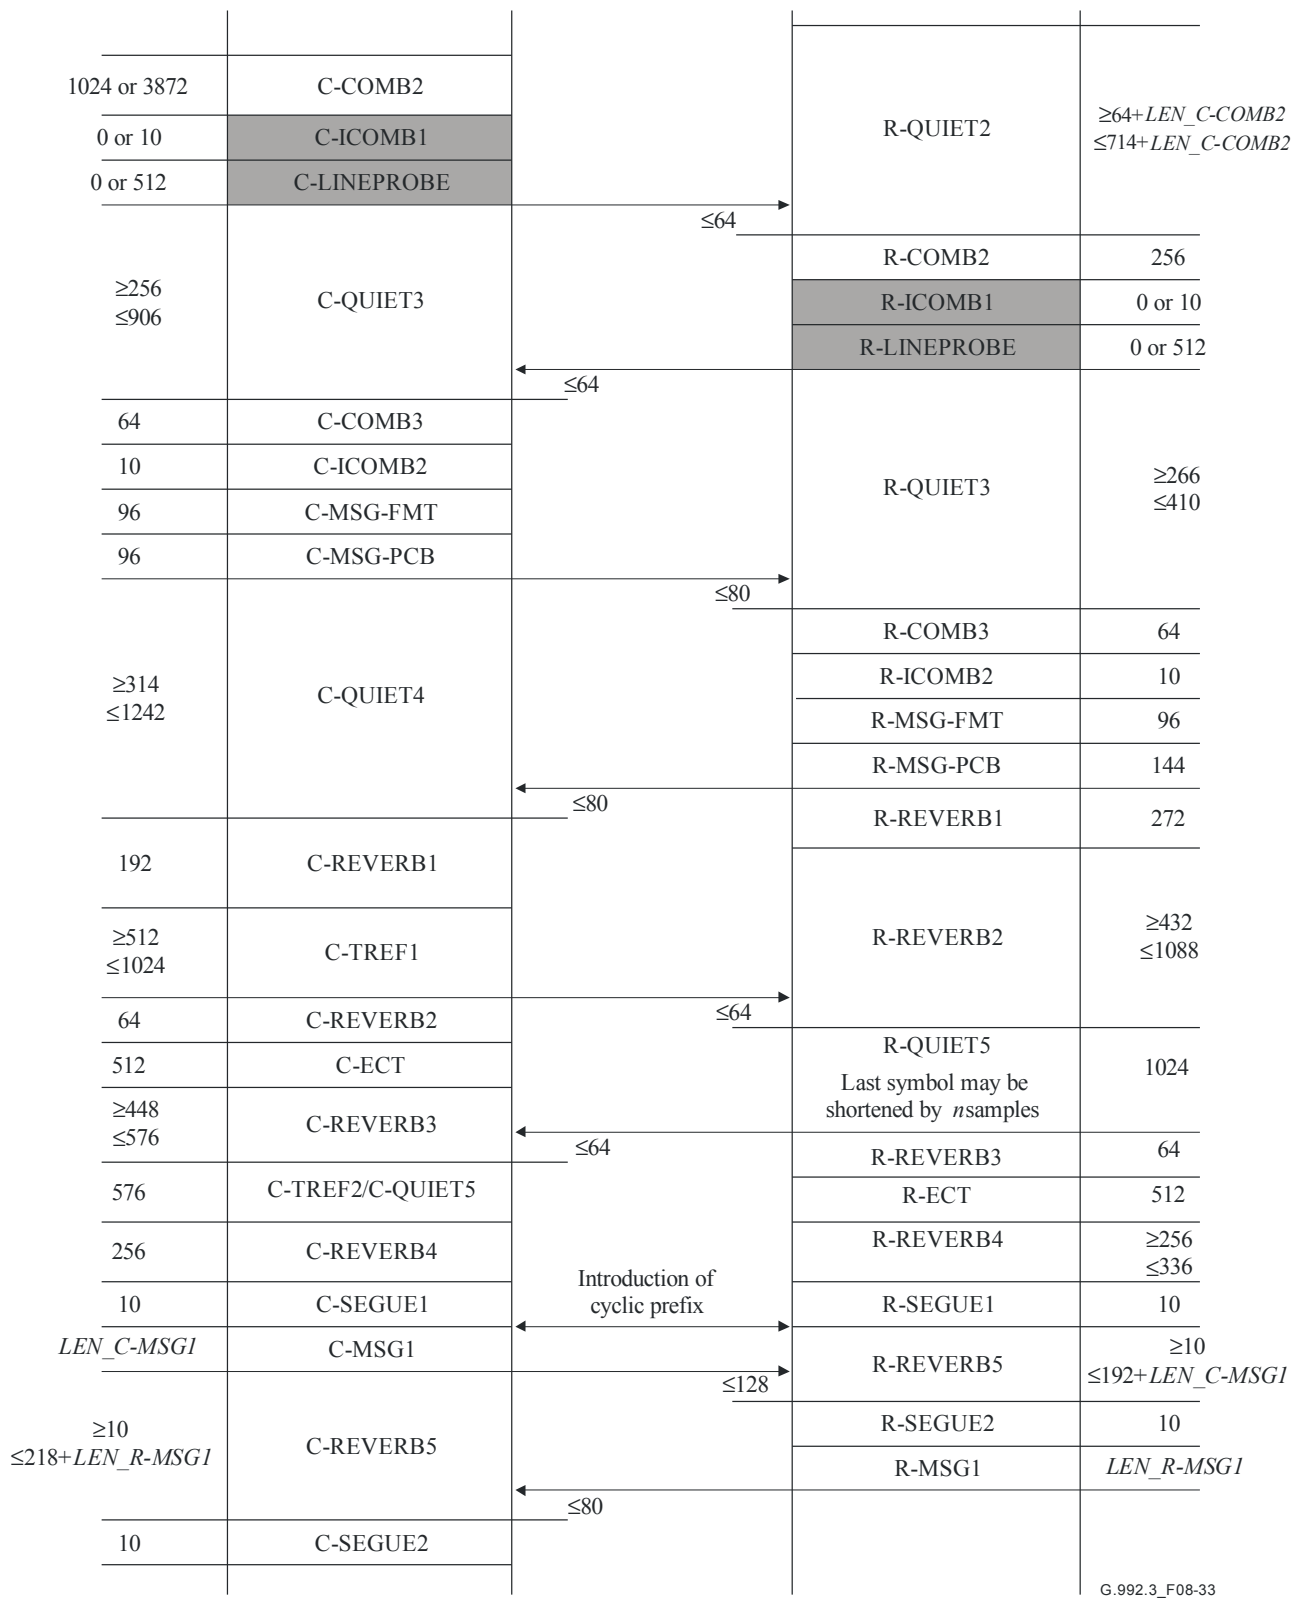 1024 or 3872
C-COMB2
R-QUIET2
≥64+LEN_C-COMB2
≤714+LEN_C-COMB2
0 or 10
C-ICOMB1
0 or 512
C-LINEPROBE
≤64
R-COMB2
256
≥256
≤906
C-QUIET3
R-ICOMB1
0 or 10
R-LINEPROBE
0 or 512
≤64
64
C-COMB3
10
C-ICOMB2
R-QUIET3
≥266
≤410
96
C-MSG-FMT
96
C-MSG-PCB
≤80
R-COMB3
64
≥314
≤1242
C-QUIET4
R-ICOMB2
10
R-MSG-FMT
96
R-MSG-PCB
144
≤80
R-REVERB1
272
192
C-REVERB1
≥512
≤1024
C-TREF1
R-REVERB2
≥432
≤1088
≤64
64
C-REVERB2
R-QUIET5
Last symbol may be
shortened by nsamples
1024
512
C-ECT
≥448
≤576
C-REVERB3
≤64
R-REVERB3
64
576
C-TREF2/C-QUIET5
R-ECT
512
256
C-REVERB4
R-REVERB4
≥256
≤336
Introduction of
cyclic prefix
10
C-SEGUE1
R-SEGUE1
10
LEN_C-MSG1
C-MSG1
R-REVERB5
≥10
≤192+LEN_C-MSG1
≤128
≥10
≤218+LEN_R-MSG1
C-REVERB5
R-SEGUE2
10
R-MSG1
LEN_R-MSG1
≤80
10
C-SEGUE2
G.992.3_F08-33